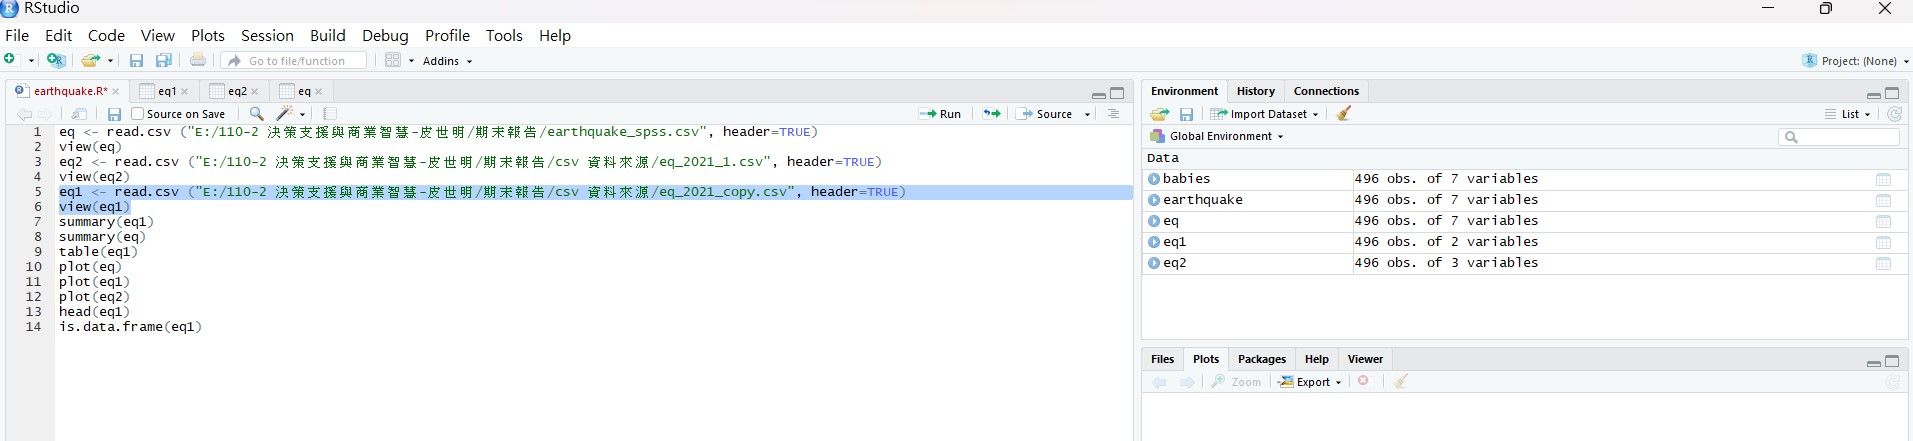 RStudio
File Edit Code View Plots Session Build Debug Profile Tools Help
Go to file/function Addins Project: (None)
earthquake.R* eq1 eq2 eq
Source on Save Run Source
1 eq <- read.csv ("E:/110-2 決策支援與商業智慧-皮世明/期末報告/earthquake_spss.csv", header=TRUE)
2 view(eq)
3 eq2 <- read.csv ("E:/110-2 決策支援與商業智慧-皮世明/期末報告/csv 資料來源/eq_2021_1.csv", header=TRUE)
4 view(eq2)
5 eq1 <- read.csv ("E:/110-2 決策支援與商業智慧-皮世明/期末報告/csv 資料來源/eq_2021_copy.csv", header=TRUE)
6 view(eq1)
7 summary(eq1)
8 summary(eq)
9 table(eq1)
10 plot(eq)
11 plot(eq1)
12 plot(eq2)
13 head(eq1)
14 is.data.frame(eq1)
Environment History Connections
Import Dataset List
Global Environment
Data
babies 496 obs. of 7 variables
earthquake 496 obs. of 7 variables
eq 496 obs. of 7 variables
eq1 496 obs. of 2 variables
eq2 496 obs. of 3 variables
Files Plots Packages Help Viewer
Zoom Export